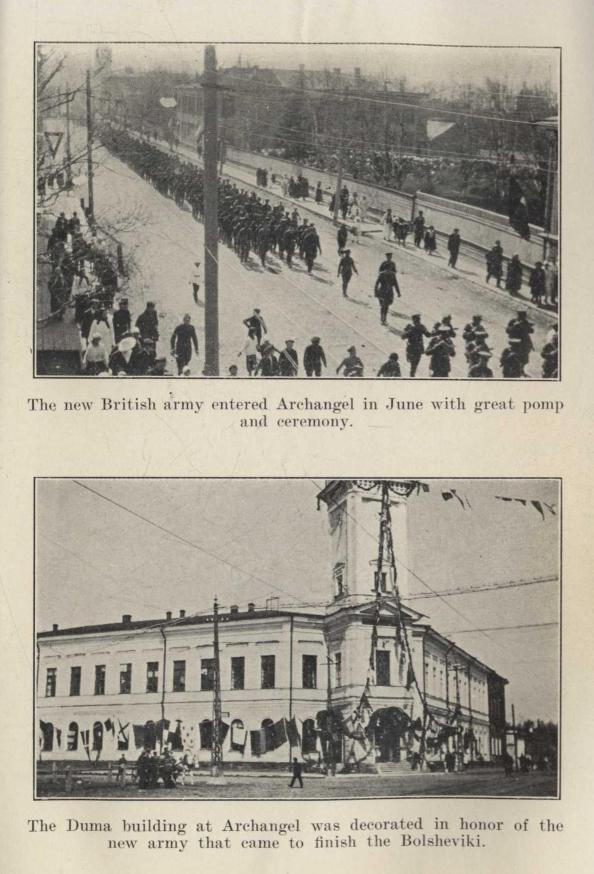 The new British army entered Archangel in June with great pomp
and ceremony.
The Duma building at Archangel was decorated in honor of the
new army that came to finish the Bolsheviki.